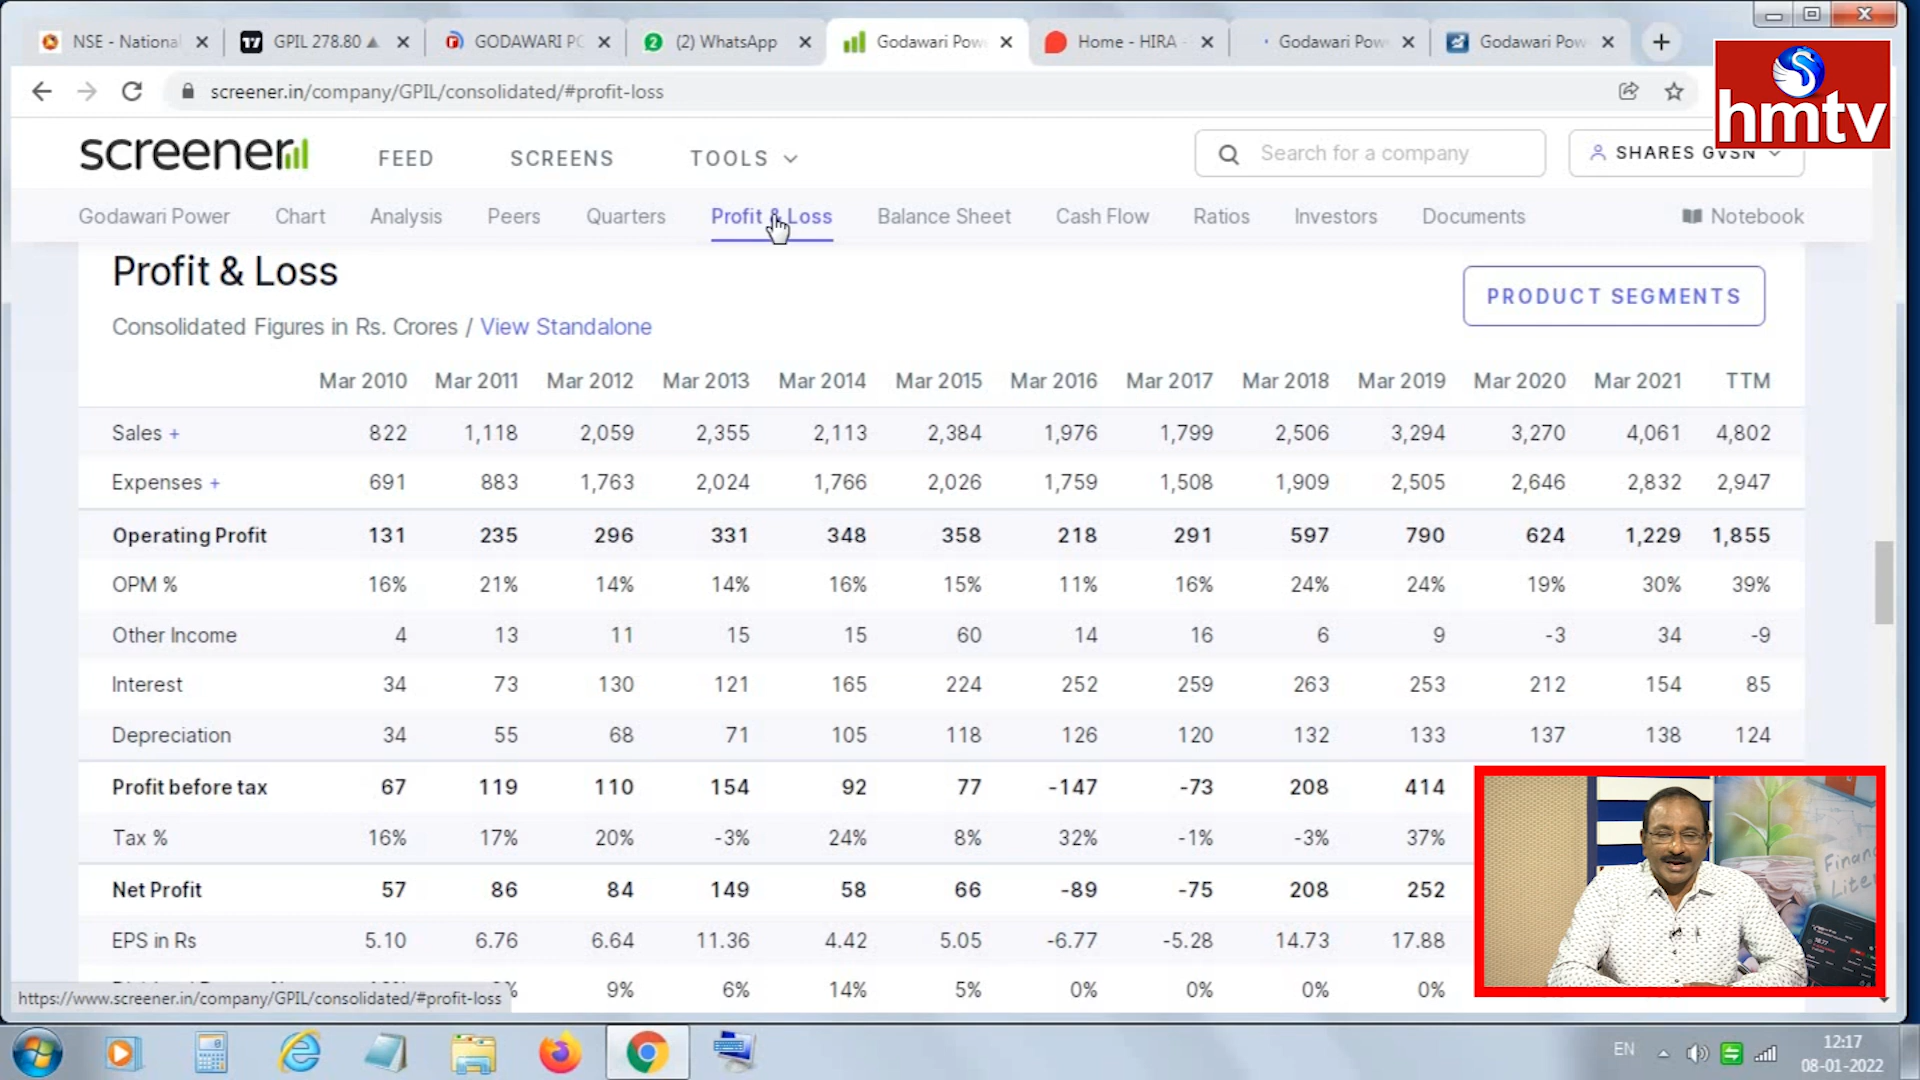 NSE - National
GPIL 278.80 ▲
GODAWARI PO
(2) WhatsApp
Godawari Pow
Home - HIRA -
Godawari Pow
Godawari Pow
screener.in/company/GPIL/consolidated/#profit-loss
hmtv
screener
FEED SCREENS TOOLS
Search for a company
SHARES GVSN
Godawari Power Chart Analysis Peers Quarters Profit & Loss Balance Sheet Cash Flow Ratios Investors Documents Notebook
Profit & Loss
PRODUCT SEGMENTS
Consolidated Figures in Rs. Crores / View Standalone
Mar 2010 Mar 2011 Mar 2012 Mar 2013 Mar 2014 Mar 2015 Mar 2016 Mar 2017 Mar 2018 Mar 2019 Mar 2020 Mar 2021 TTM
Sales + 822 1,118 2,059 2,355 2,113 2,384 1,976 1,799 2,506 3,294 3,270 4,061 4,802
Expenses + 691 883 1,763 2,024 1,766 2,026 1,759 1,508 1,909 2,505 2,646 2,832 2,947
Operating Profit 131 235 296 331 348 358 218 291 597 790 624 1,229 1,855
OPM % 16% 21% 14% 14% 16% 15% 11% 16% 24% 24% 19% 30% 39%
Other Income 4 13 11 15 15 60 14 16 6 9 -3 34 -9
Interest 34 73 130 121 165 224 252 259 263 253 212 154 85
Depreciation 34 55 68 71 105 118 126 120 132 133 137 138 124
Profit before tax 67 119 110 154 92 77 -147 -73 208 414
Tax % 16% 17% 20% -3% 24% 8% 32% -1% -3% 37%
Net Profit 57 86 84 149 58 66 -89 -75 208 252
EPS in Rs 5.10 6.76 6.64 11.36 4.42 5.05 -6.77 -5.28 14.73 17.88
9% 6% 14% 5% 0% 0% 0% 0%
https://www.screener.in/company/GPIL/consolidated/#profit-loss
EN
12:17
08-01-2022